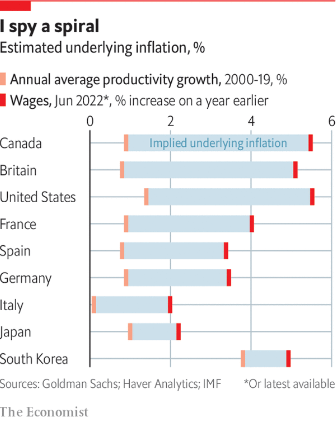 I spy a spiral
Estimated underlying inflation, %
Annual average productivity growth, 2000-19, %
Wages, Jun 2022*, % increase on a year earlier
0 2 4 6
Canada Implied underlying inflation
Britain
United States
France
Spain
Germany
Italy
Japan
South Korea
Sources: Goldman Sachs; Haver Analytics; IMF *Or latest available
The Economist